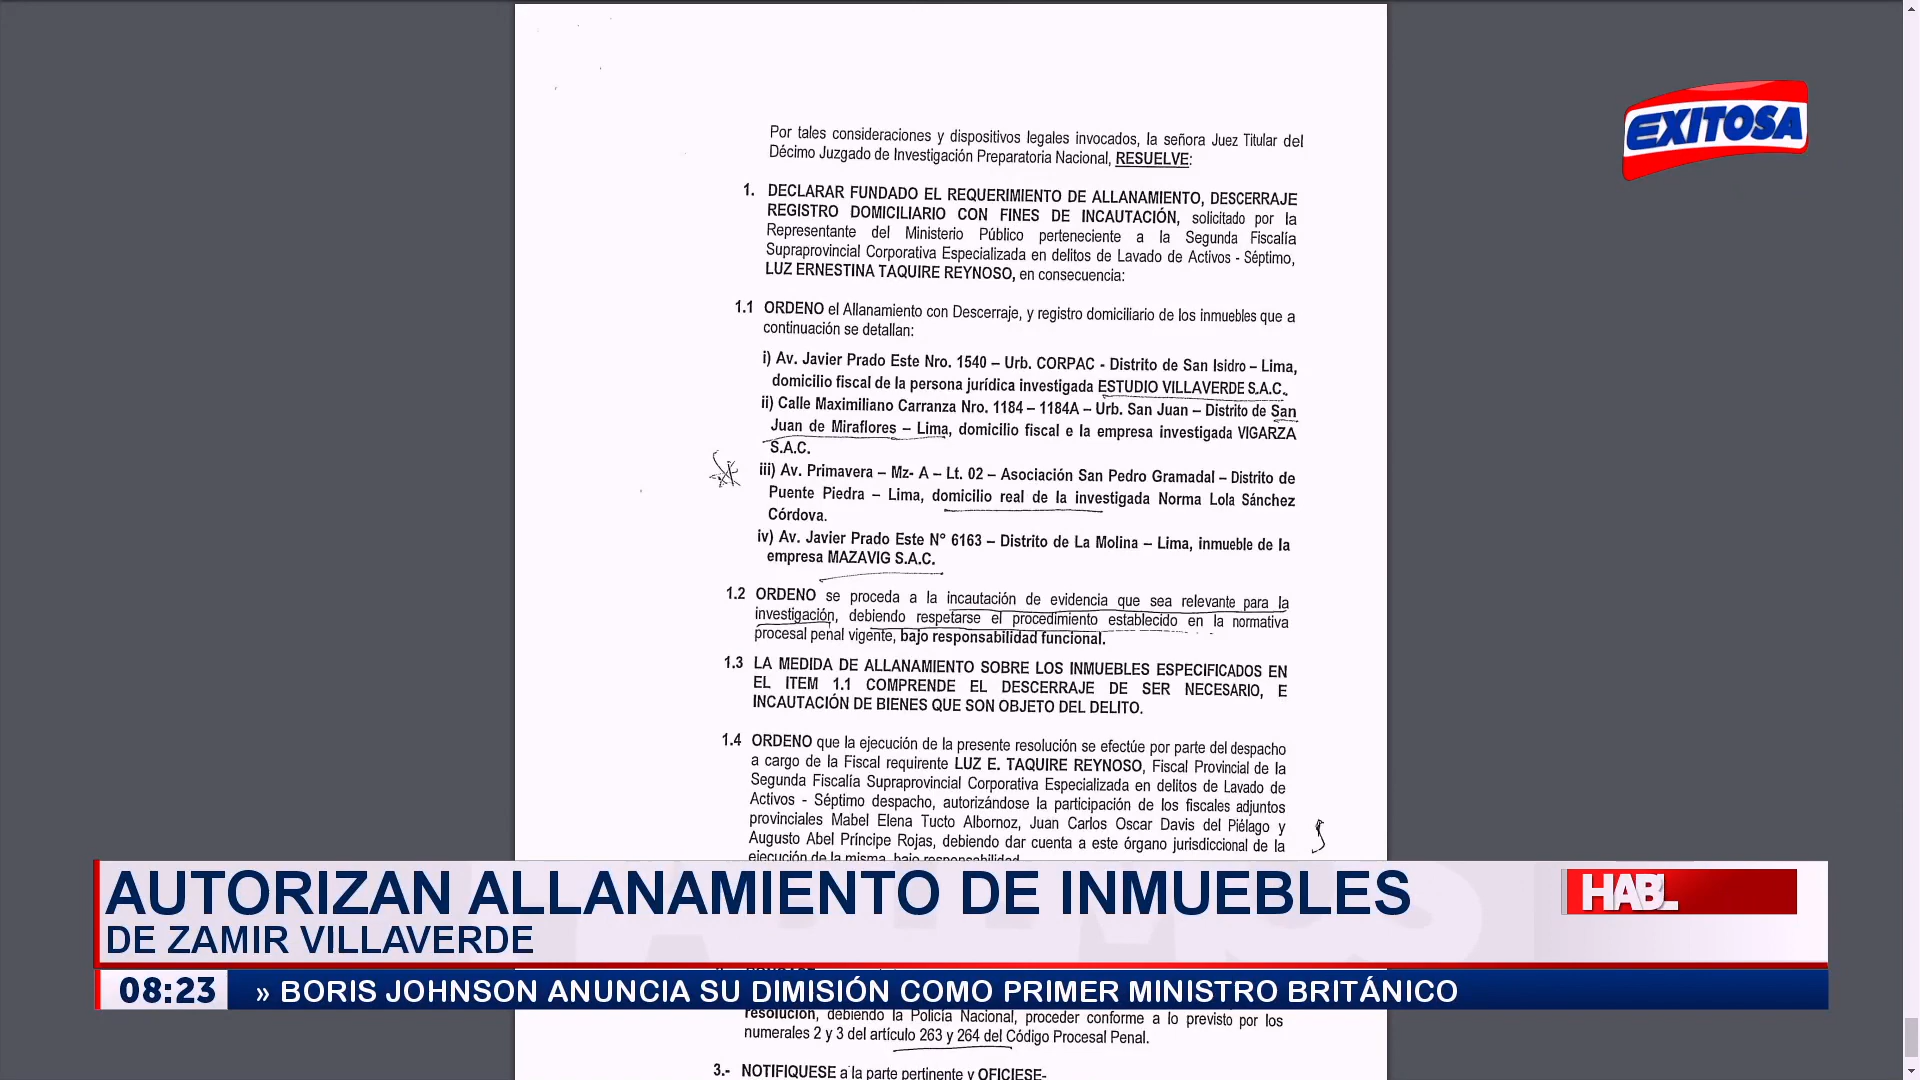 EXITOSA
Por tales consideraciones y dispositivos legales invocados, la señora Juez Titular del
Décimo Juzgado de Investigación Preparatoria Nacional, RESUELVE:
1. DECLARAR FUNDADO EL REQUERIMIENTO DE ALLANAMIENTO, DESCERRAJE
REGISTRO DOMICILIARIO CON FINES DE INCAUTACIÓN, solicitado por la
Representante del Ministerio Público perteneciente a la Segunda Fiscalía
Supraprovincial Corporativa Especializada en delitos de Lavado de Activos - Séptimo,
LUZ ERNESTINA TAQUIRE REYNOSO, en consecuencia:
1.1 ORDENO el Allanamiento con Descerraje, y registro domiciliario de los inmuebles que a
continuación se detallan:
i) Av. Javier Prado Este Nro. 1540 – Urb. CORPAC - Distrito de San Isidro – Lima,
domicilio fiscal de la persona jurídica investigada ESTUDIO VILLAVERDE S.A.C.
ii) Calle Maximiliano Carranza Nro. 1184 – 1184A – Urb. San Juan – Distrito de San
Juan de Miraflores – Lima, domicilio fiscal e la empresa investigada VIGARZA
S.A.C.
iii) Av. Primavera – Mz- A – Lt. 02 – Asociación San Pedro Gramadal – Distrito de
Puente Piedra – Lima, domicilio real de la investigada Norma Lola Sánchez
Córdova.
iv) Av. Javier Prado Este N° 6163 – Distrito de La Molina – Lima, inmueble de la
empresa MAZAVIG S.A.C.
1.2 ORDENO se proceda a la incautación de evidencia que sea relevante para la
investigación, debiendo respetarse el procedimiento establecido en la normativa
procesal penal vigente, bajo responsabilidad funcional.
1.3 LA MEDIDA DE ALLANAMIENTO SOBRE LOS INMUEBLES ESPECIFICADOS EN
EL ITEM 1.1 COMPRENDE EL DESCERRAJE DE SER NECESARIO, E
INCAUTACIÓN DE BIENES QUE SON OBJETO DEL DELITO.
1.4 ORDENO que la ejecución de la presente resolución se efectúe por parte del despacho
a cargo de la Fiscal requirente LUZ E. TAQUIRE REYNOSO, Fiscal Provincial de la
Segunda Fiscalía Supraprovincial Corporativa Especializada en delitos de Lavado de
Activos - Séptimo despacho, autorizándose la participación de los fiscales adjuntos
provinciales Mabel Elena Tucto Albornoz, Juan Carlos Oscar Davis del Piélago y
Augusto Abel Príncipe Rojas, debiendo dar cuenta a este órgano jurisdiccional de la
ejecución de la misma, bajo responsabilidad
AUTORIZAN ALLANAMIENTO DE INMUEBLES
DE ZAMIR VILLAVERDE
HABL
08:23 » BORIS JOHNSON ANUNCIA SU DIMISIÓN COMO PRIMER MINISTRO BRITÁNICO
resolución, debiendo la Policía Nacional, proceder conforme a lo previsto por los
numerales 2 y 3 del artículo 263 y 264 del Código Procesal Penal.
3.- NOTIFIQUESE a la parte pertinente y OFICIESE-